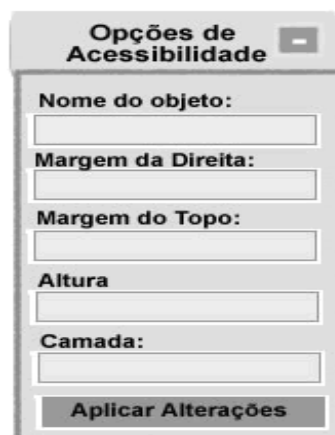 Opções de
Acessibilidade
Nome do objeto:
Margem da Direita:
Margem do Topo:
Altura
Camada:
Aplicar Alterações